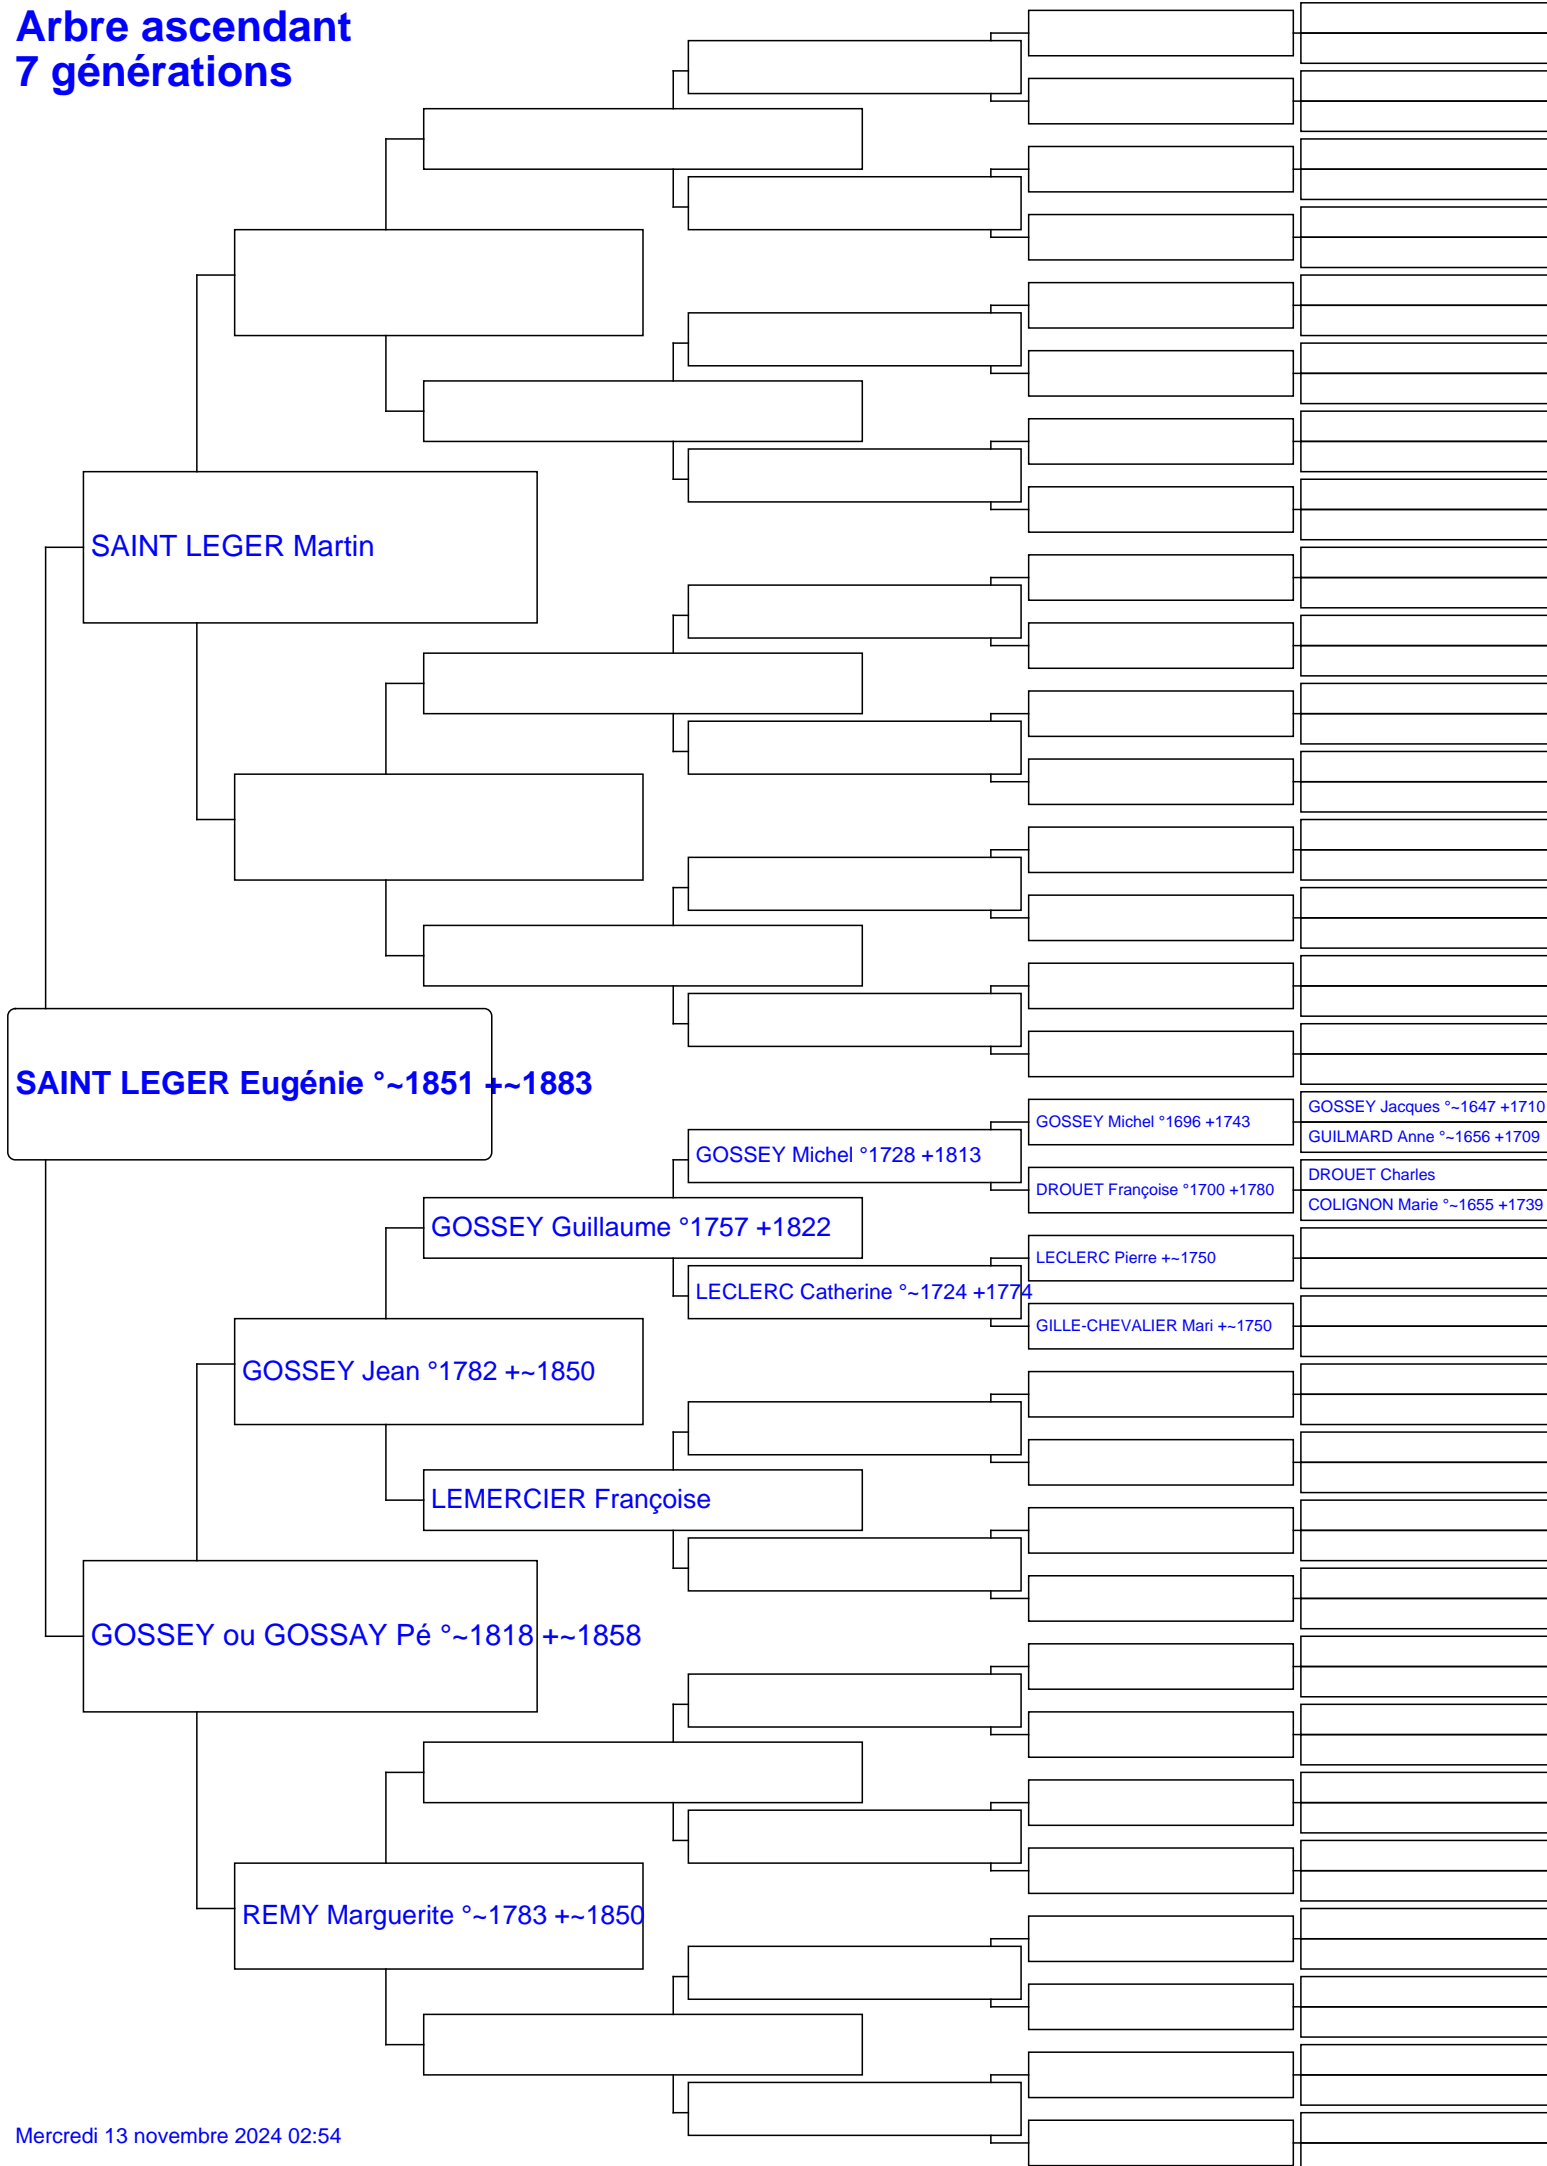 Arbre ascendant
7 générations
SAINT LEGER Martin
SAINT LEGER Eugénie °~1851 +~1883
GOSSEY Jacques °~1647 +1710
GOSSEY Michel °1696 +1743
GUILMARD Anne °~1656 +1709
GOSSEY Michel °1728 +1813
DROUET Charles
DROUET Françoise °1700 +1780
COLIGNON Marie °~1655 +1739
GOSSEY Guillaume °1757 +1822
LECLERC Pierre +~1750
LECLERC Catherine °~1724 +1774
GILLE-CHEVALIER Mari +~1750
GOSSEY Jean °1782 +~1850
LEMERCIER Françoise
GOSSEY ou GOSSAY Pé °~1818 +~1858
REMY Marguerite °~1783 +~1850
Mercredi 13 novembre 2024 02:54